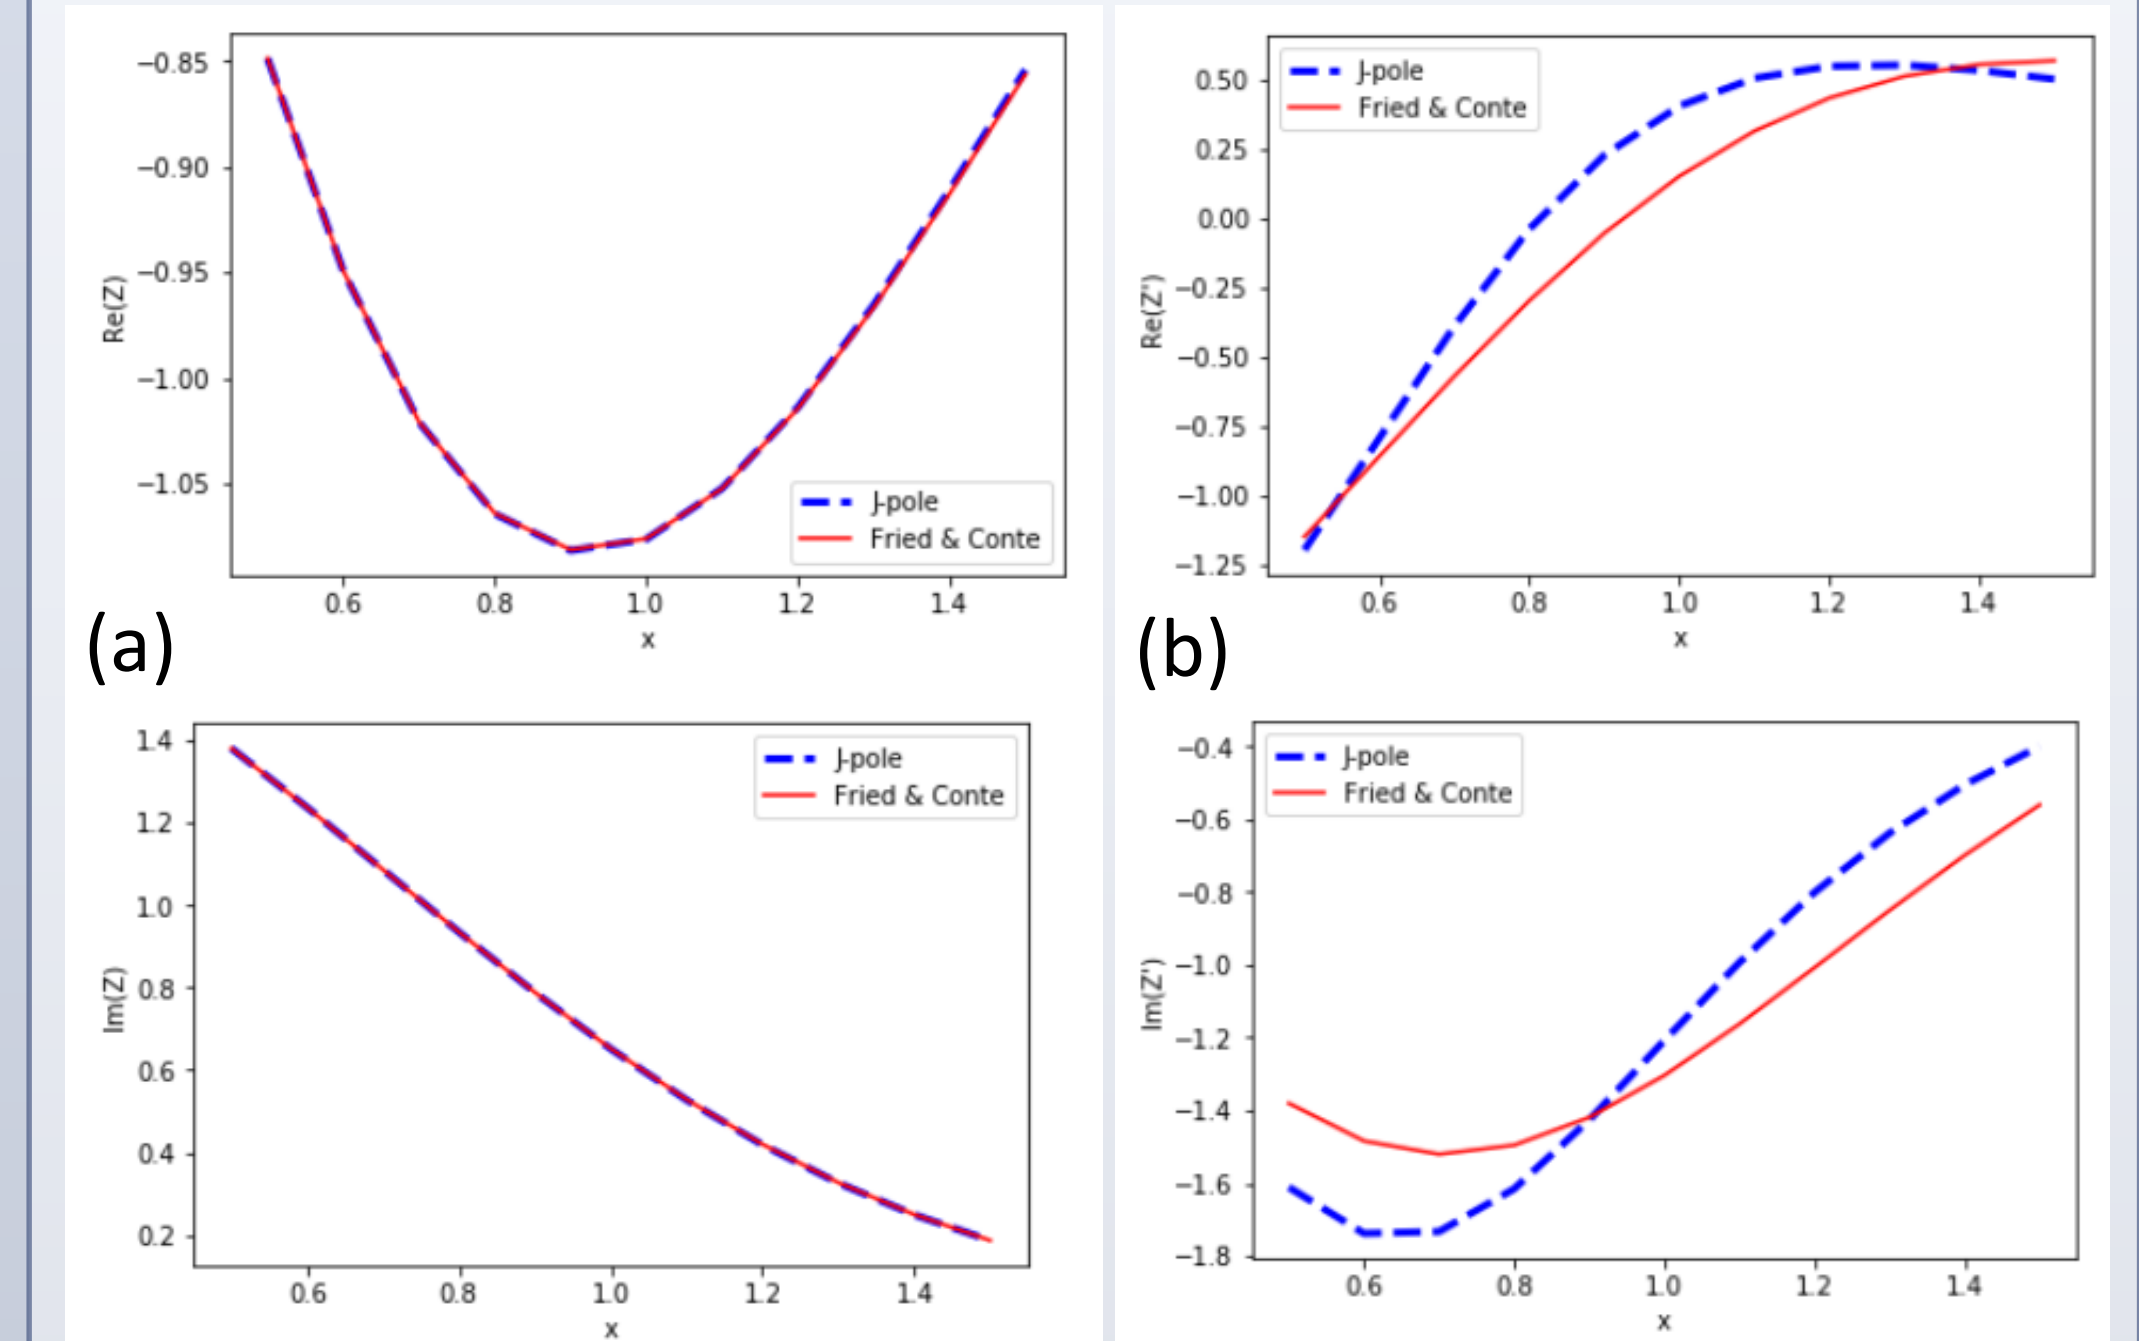 −0.85
−0.90
−0.95
−1.00
−1.05
Re(Z)
J-pole
Fried & Conte
0.6 0.8 1.0 1.2 1.4
x
(a)
J-pole
Fried & Conte
0.50
0.25
0.00
−0.25
−0.50
−0.75
−1.00
−1.25
Re(Z')
0.6 0.8 1.0 1.2 1.4
x
(b)
J-pole
Fried & Conte
1.4
1.2
1.0
0.8
0.6
0.4
0.2
Im(Z)
0.6 0.8 1.0 1.2 1.4
x
J-pole
Fried & Conte
−0.4
−0.6
−0.8
−1.0
−1.2
−1.4
−1.6
−1.8
Im(Z')
0.6 0.8 1.0 1.2 1.4
x